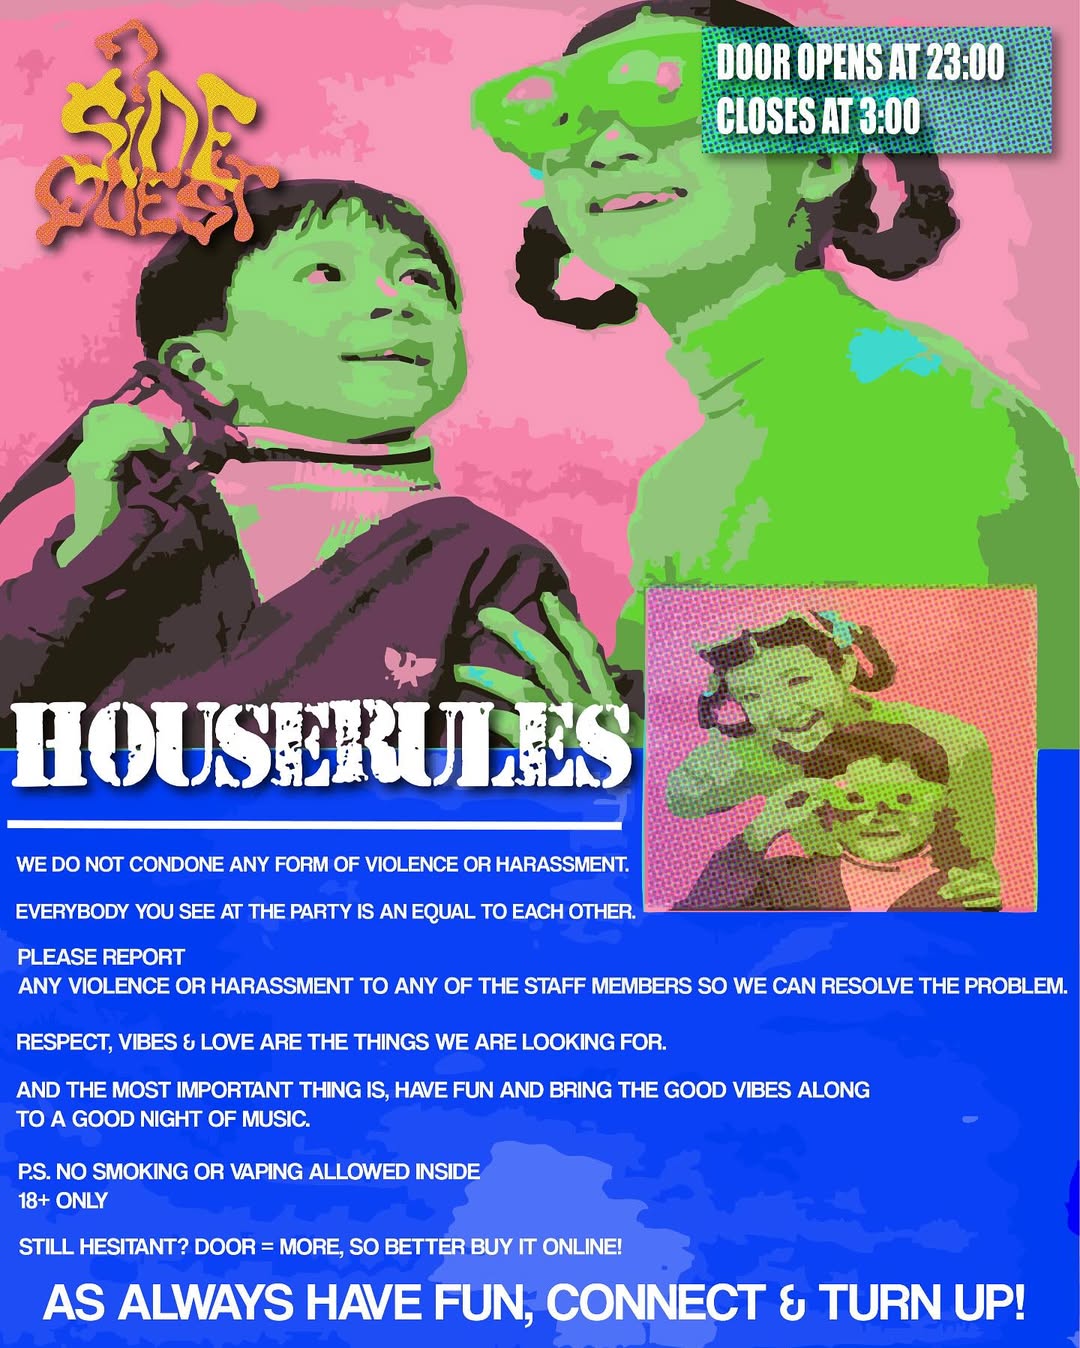 SIDE
QUEST
DOOR OPENS AT 23:00
CLOSES AT 3:00
HOUSERULES
WE DO NOT CONDONE ANY FORM OF VIOLENCE OR HARASSMENT.
EVERYBODY YOU SEE AT THE PARTY IS AN EQUAL TO EACH OTHER.
PLEASE REPORT
ANY VIOLENCE OR HARASSMENT TO ANY OF THE STAFF MEMBERS SO WE CAN RESOLVE THE PROBLEM.
RESPECT, VIBES & LOVE ARE THE THINGS WE ARE LOOKING FOR.
AND THE MOST IMPORTANT THING IS, HAVE FUN AND BRING THE GOOD VIBES ALONG
TO A GOOD NIGHT OF MUSIC.
P.S. NO SMOKING OR VAPING ALLOWED INSIDE
18+ ONLY
STILL HESITANT? DOOR = MORE, SO BETTER BUY IT ONLINE!
AS ALWAYS HAVE FUN, CONNECT & TURN UP!